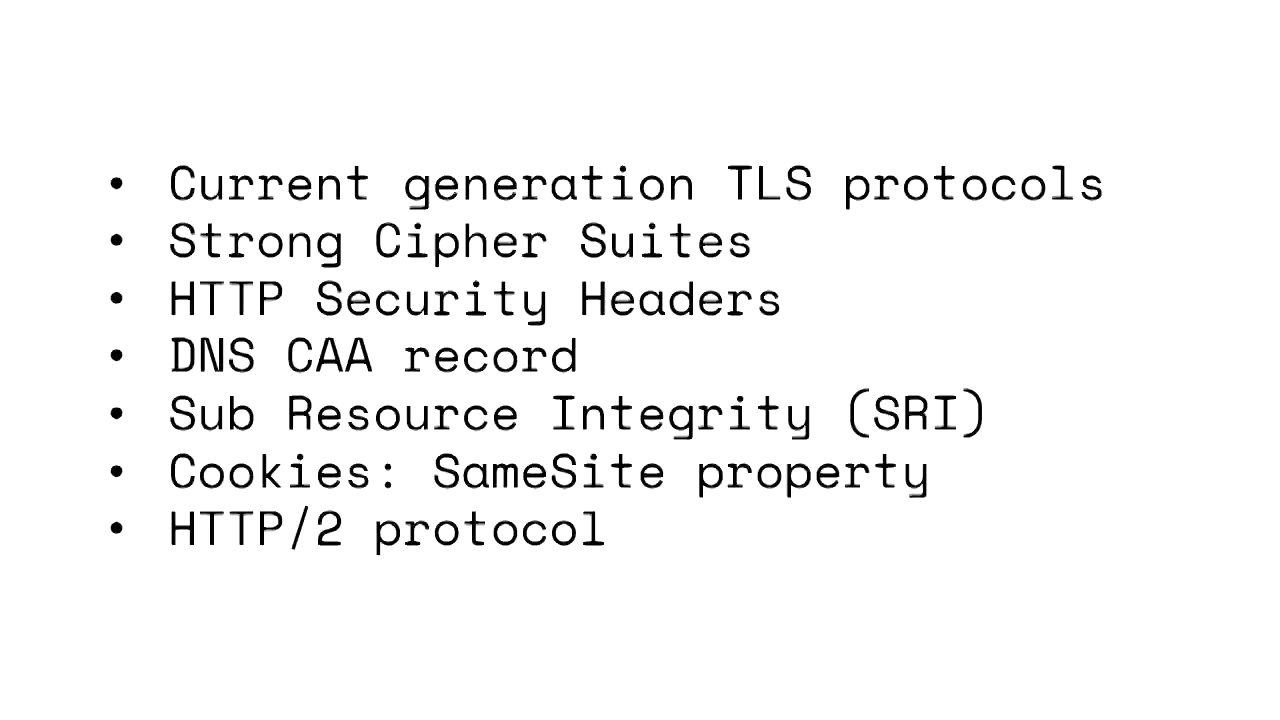 • Current generation TLS protocols
• Strong Cipher Suites
• HTTP Security Headers
• DNS CAA record
• Sub Resource Integrity (SRI)
• Cookies: SameSite property
• HTTP/2 protocol